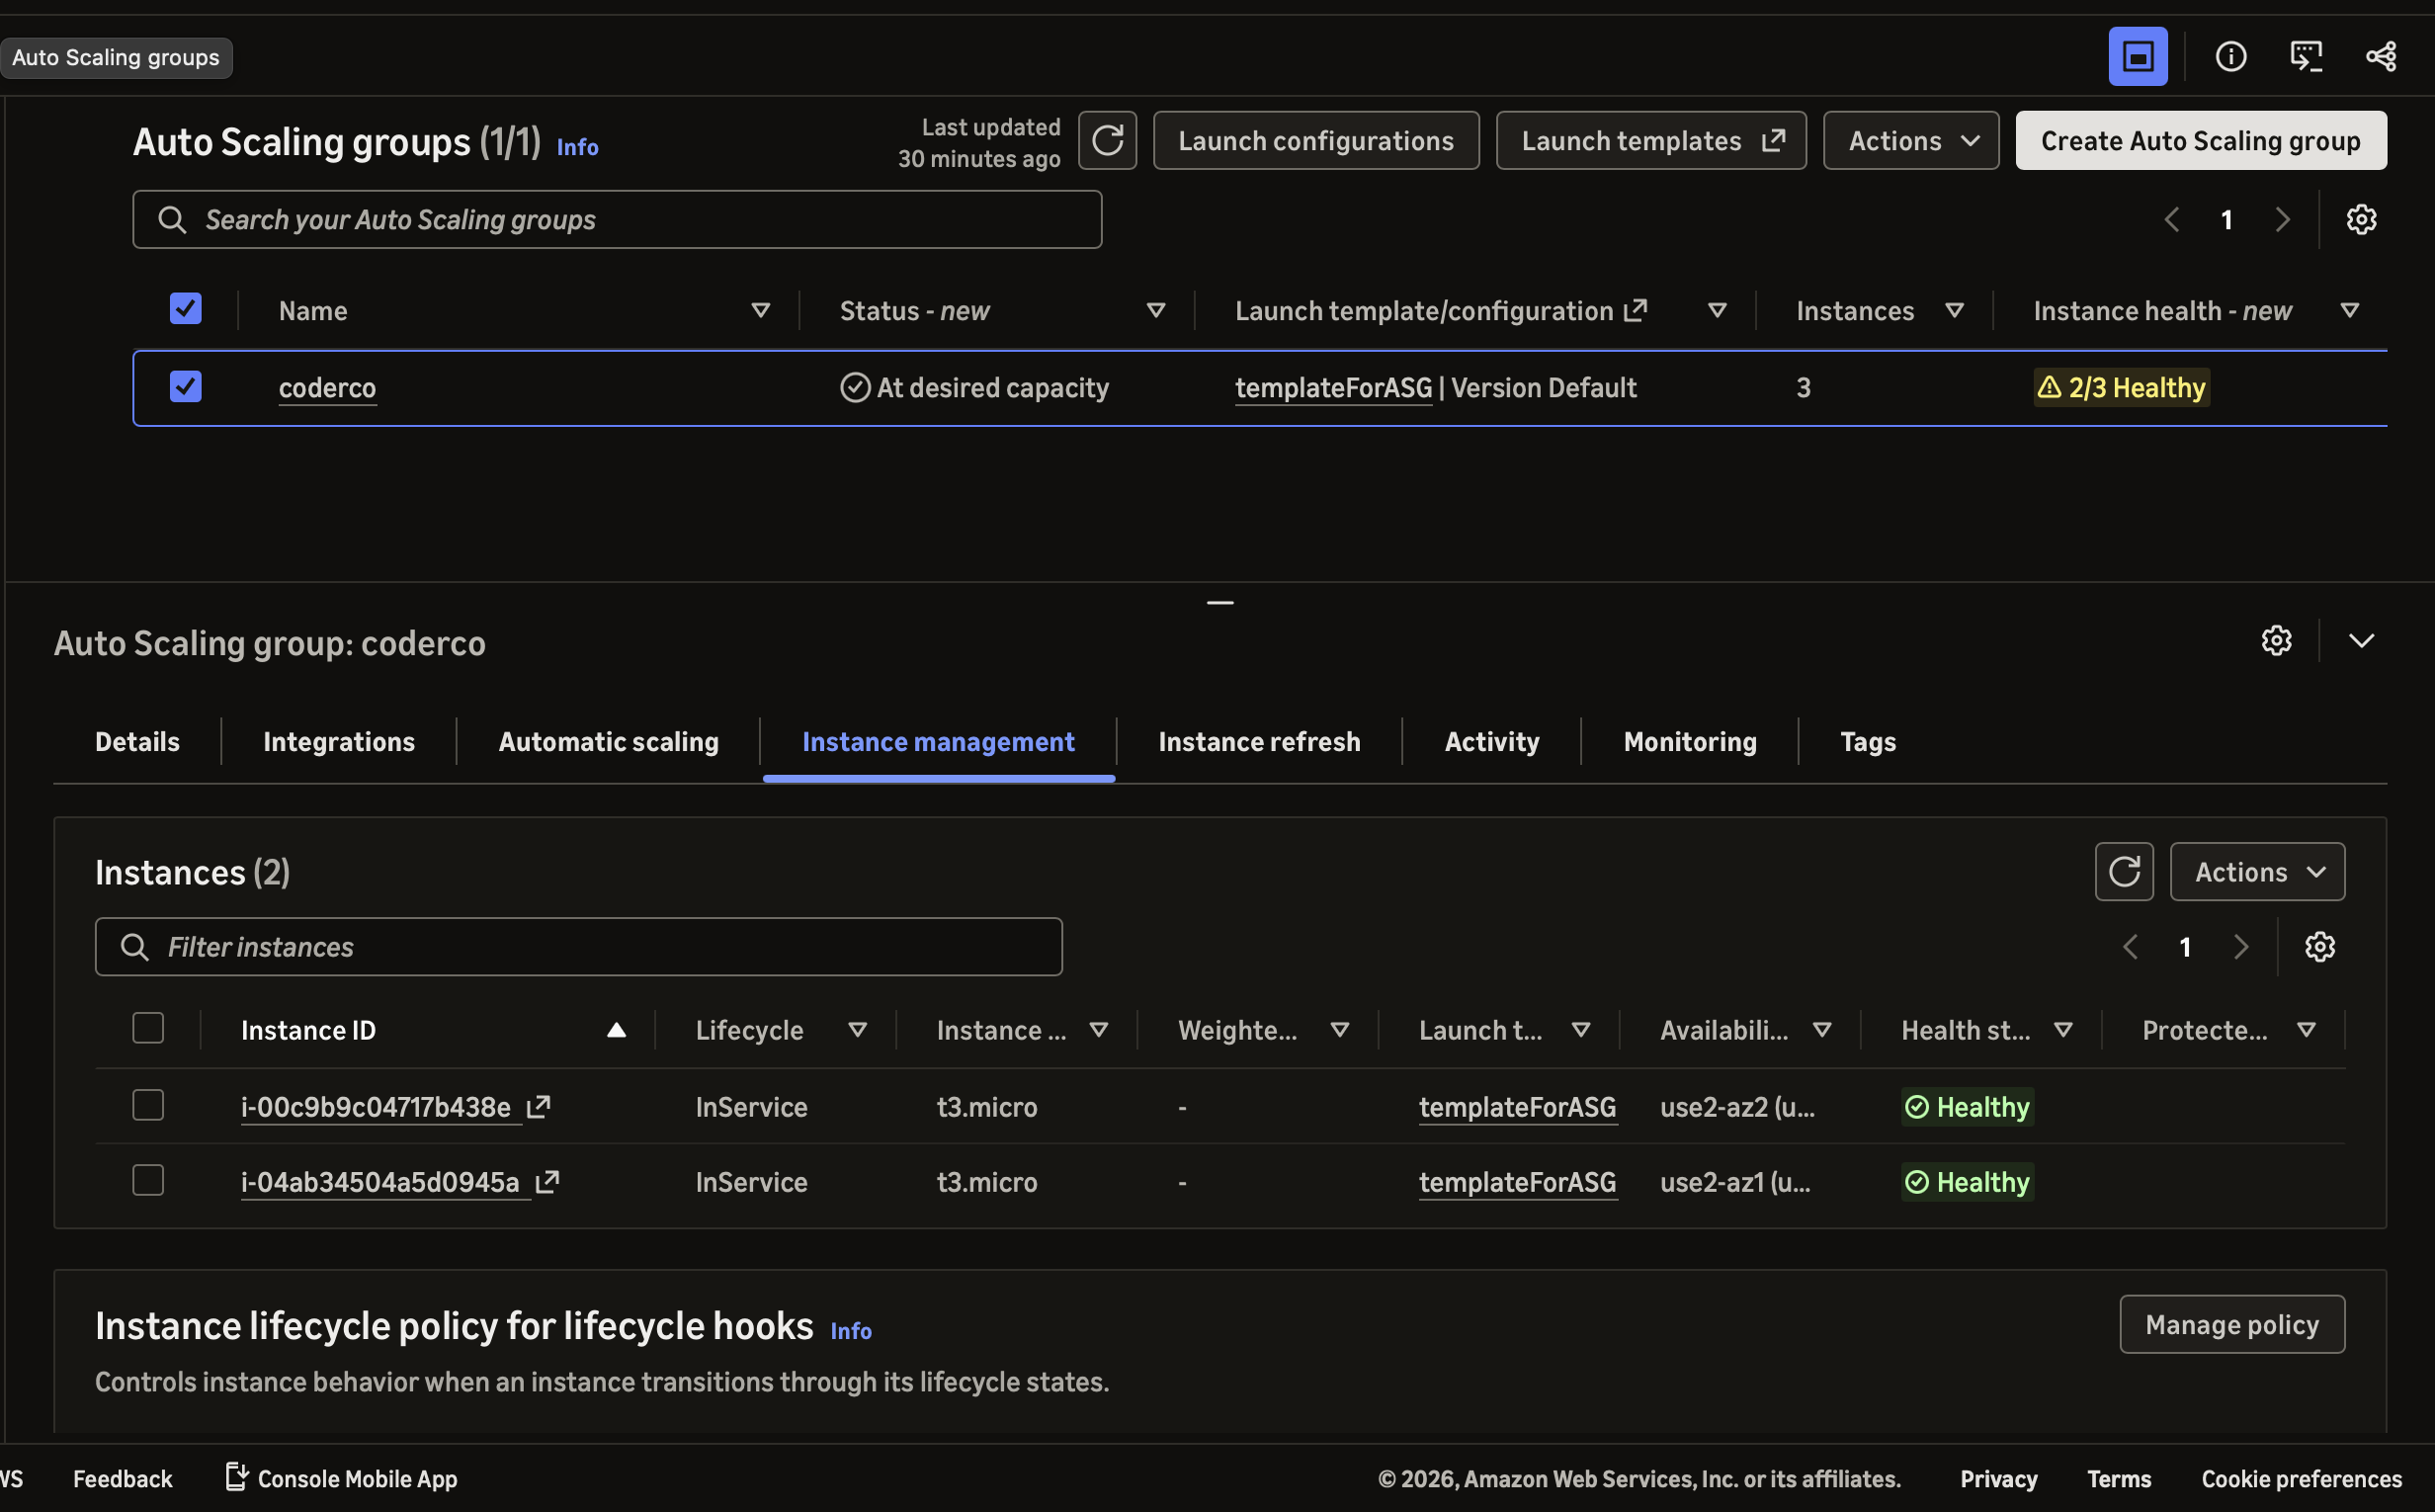 Auto Scaling groups
Auto Scaling groups (1/1) Info
Last updated
30 minutes ago
Launch configurations
Launch templates
Actions
Create Auto Scaling group
Search your Auto Scaling groups
1
Name Status - new Launch template/configuration Instances Instance health - new
coderco At desired capacity templateForASG | Version Default 3 2/3 Healthy
Auto Scaling group: coderco
Details Integrations Automatic scaling Instance management Instance refresh Activity Monitoring Tags
Instances (2)
Actions
Filter instances
1
Instance ID Lifecycle Instance ... Weighte... Launch t... Availabili... Health st... Protecte...
i-00c9b9c04717b438e InService t3.micro - templateForASG use2-az2 (u... Healthy
i-04ab34504a5d0945a InService t3.micro - templateForASG use2-az1 (u... Healthy
Instance lifecycle policy for lifecycle hooks Info
Manage policy
Controls instance behavior when an instance transitions through its lifecycle states.
WS Feedback Console Mobile App © 2026, Amazon Web Services, Inc. or its affiliates. Privacy Terms Cookie preferences